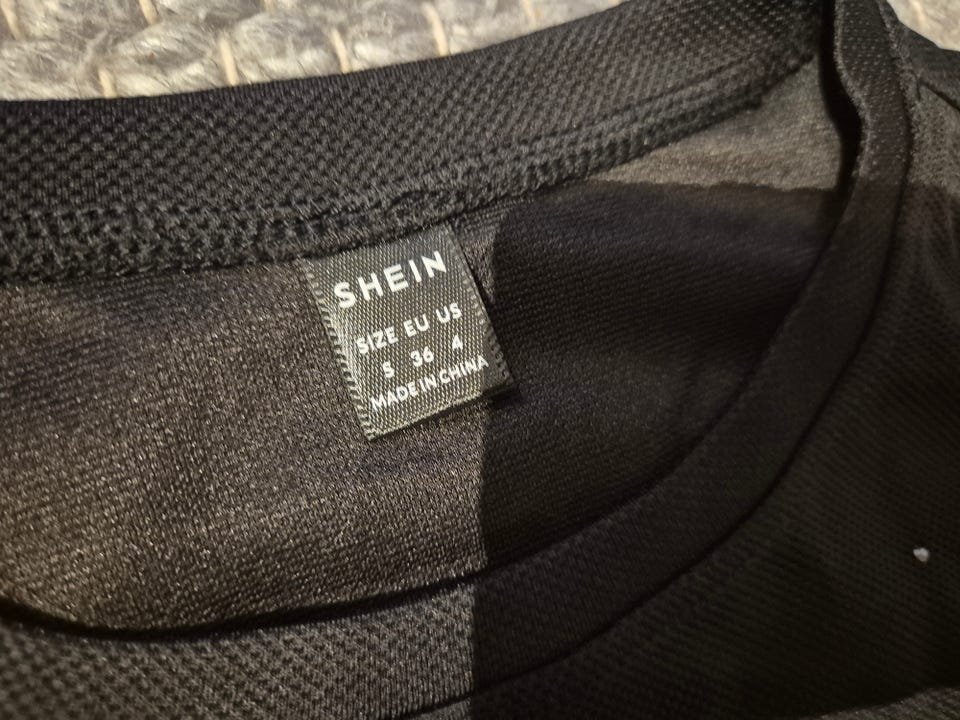 SHEIN
SIZE EU US
S 36 4
MADE IN CHINA